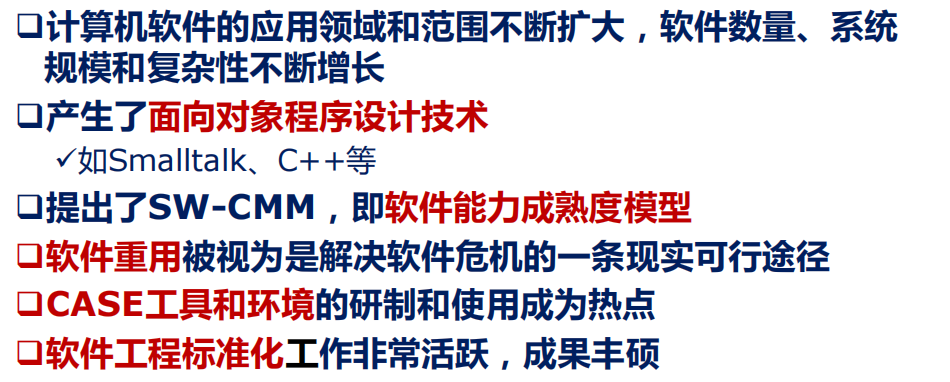 计算机软件的应用领域和范围不断扩大，软件数量、系统
规模和复杂性不断增长
产生了面向对象程序设计技术
✓如Smalltalk、C++等
提出了SW-CMM，即软件能力成熟度模型
软件重用被视为是解决软件危机的一条现实可行途径
CASE工具和环境的研制和使用成为热点
软件工程标准化工作非常活跃，成果丰硕